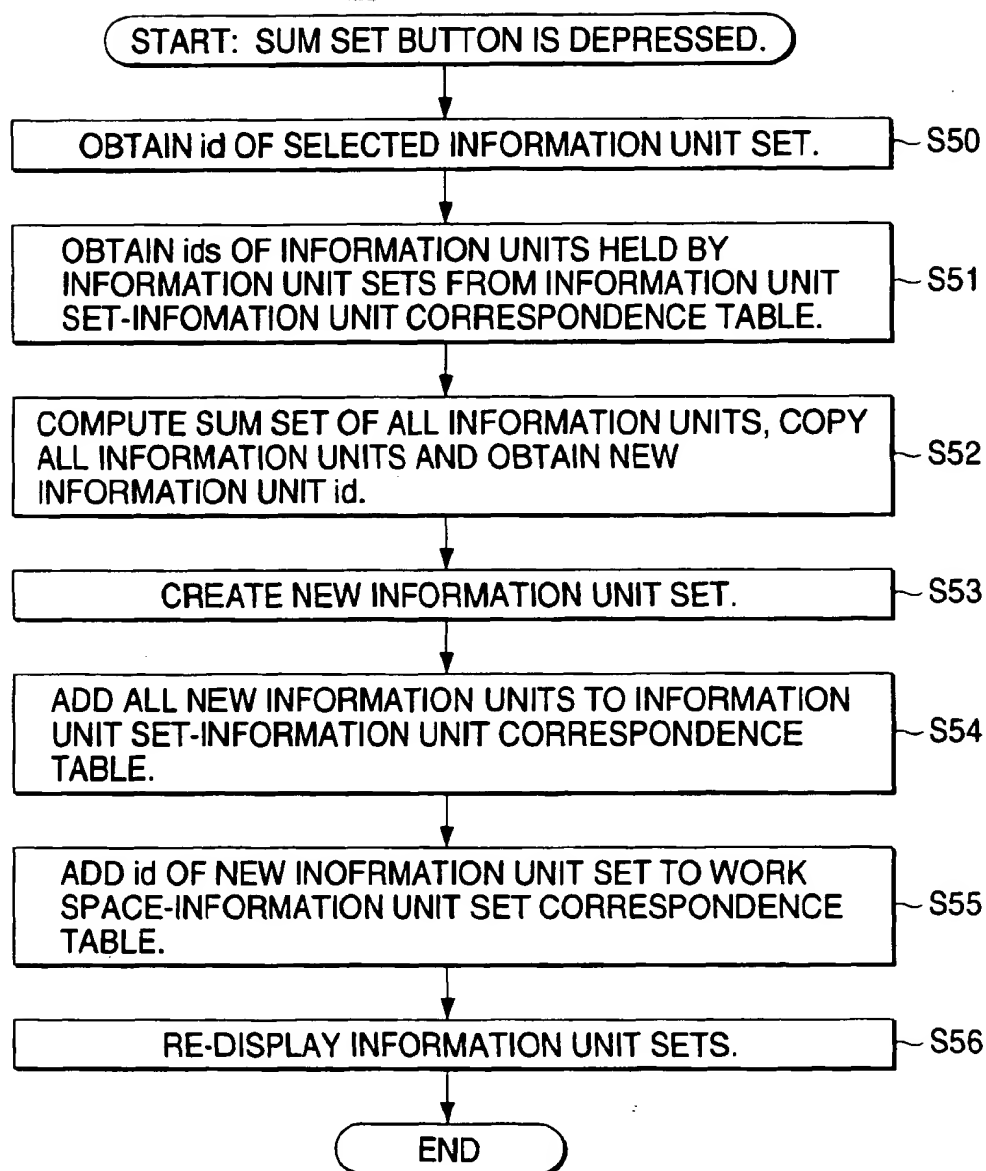 START: SUM SET BUTTON IS DEPRESSED.
OBTAIN id OF SELECTED INFORMATION UNIT SET.
S50
OBTAIN ids OF INFORMATION UNITS HELD BY
INFORMATION UNIT SETS FROM INFORMATION UNIT
SET-INFOMATION UNIT CORRESPONDENCE TABLE.
S51
COMPUTE SUM SET OF ALL INFORMATION UNITS, COPY
ALL INFORMATION UNITS AND OBTAIN NEW
INFORMATION UNIT id.
S52
CREATE NEW INFORMATION UNIT SET.
S53
ADD ALL NEW INFORMATION UNITS TO INFORMATION
UNIT SET-INFORMATION UNIT CORRESPONDENCE
TABLE.
S54
ADD id OF NEW INOFRMATION UNIT SET TO WORK
SPACE-INFORMATION UNIT SET CORRESPONDENCE
TABLE.
S55
RE-DISPLAY INFORMATION UNIT SETS.
S56
END